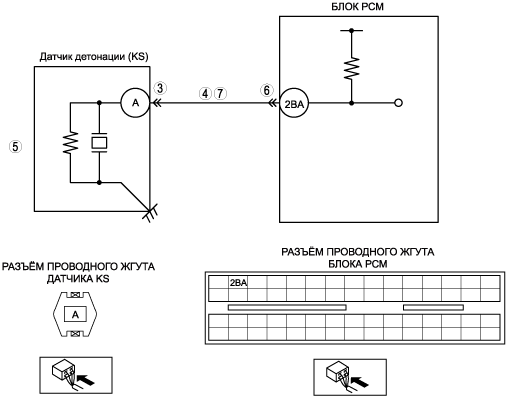 БЛОК PCM
Датчик детонации (KS)
A
3
4 7
6
2BA
5
РАЗЪЁМ ПРОВОДНОГО ЖГУТА
ДАТЧИКА KS
A
РАЗЪЁМ ПРОВОДНОГО ЖГУТА
БЛОКА PCM
2BA